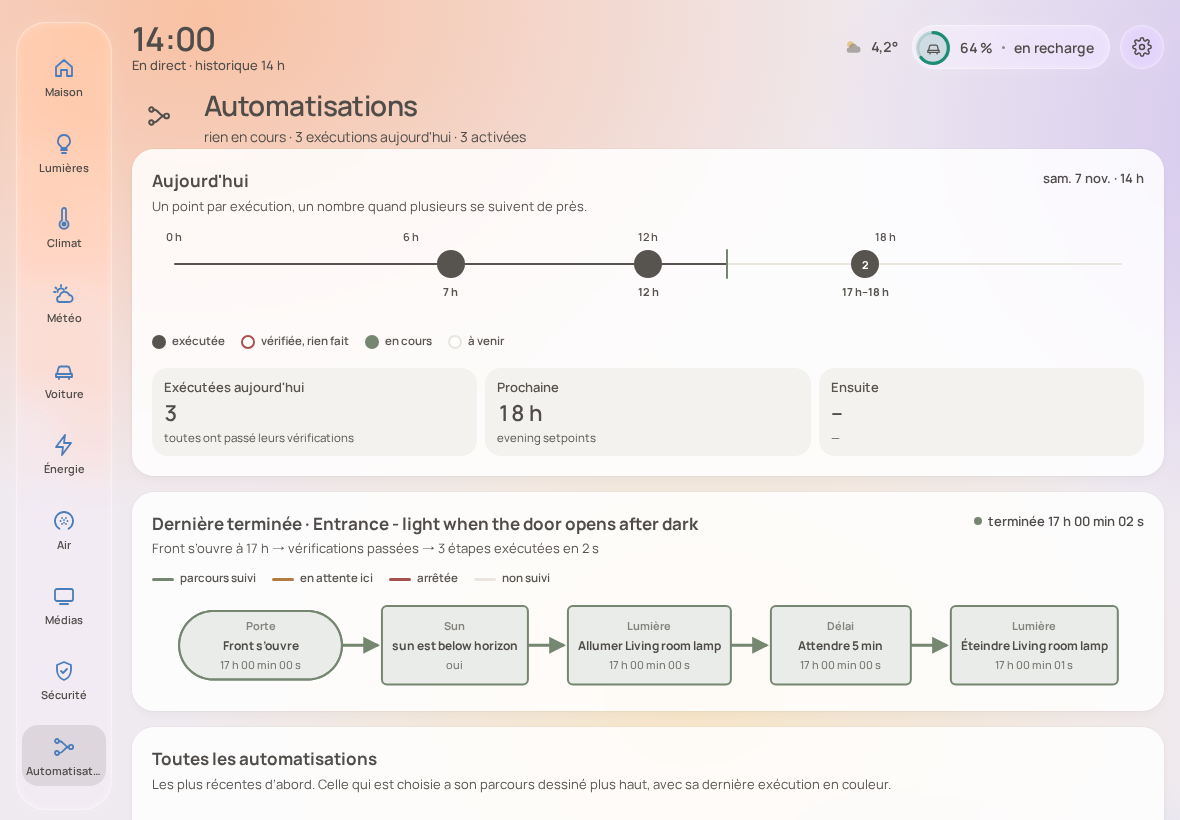 14:00
En direct · historique 14 h
4,2°
64 % · en recharge
Maison
Lumières
Climat
Météo
Voiture
Énergie
Air
Médias
Sécurité
Automatisat…
Automatisations
rien en cours · 3 exécutions aujourd'hui · 3 activées
Aujourd'hui
sam. 7 nov. · 14 h
Un point par exécution, un nombre quand plusieurs se suivent de près.
0 h 6 h 12 h 18 h
2
7 h 12 h 17 h–18 h
exécutée vérifiée, rien fait en cours à venir
Exécutées aujourd'hui
3
toutes ont passé leurs vérifications
Prochaine
18 h
evening setpoints
Ensuite
–
—
Dernière terminée · Entrance - light when the door opens after dark
terminée 17 h 00 min 02 s
Front s'ouvre à 17 h → vérifications passées → 3 étapes exécutées en 2 s
parcours suivi en attente ici arrêtée non suivi
Porte
Front s'ouvre
17 h 00 min 00 s
Sun
sun est below horizon
oui
Lumière
Allumer Living room lamp
17 h 00 min 00 s
Délai
Attendre 5 min
17 h 00 min 00 s
Lumière
Éteindre Living room lamp
17 h 00 min 01 s
Toutes les automatisations
Les plus récentes d'abord. Celle qui est choisie a son parcours dessiné plus haut, avec sa dernière exécution en couleur.